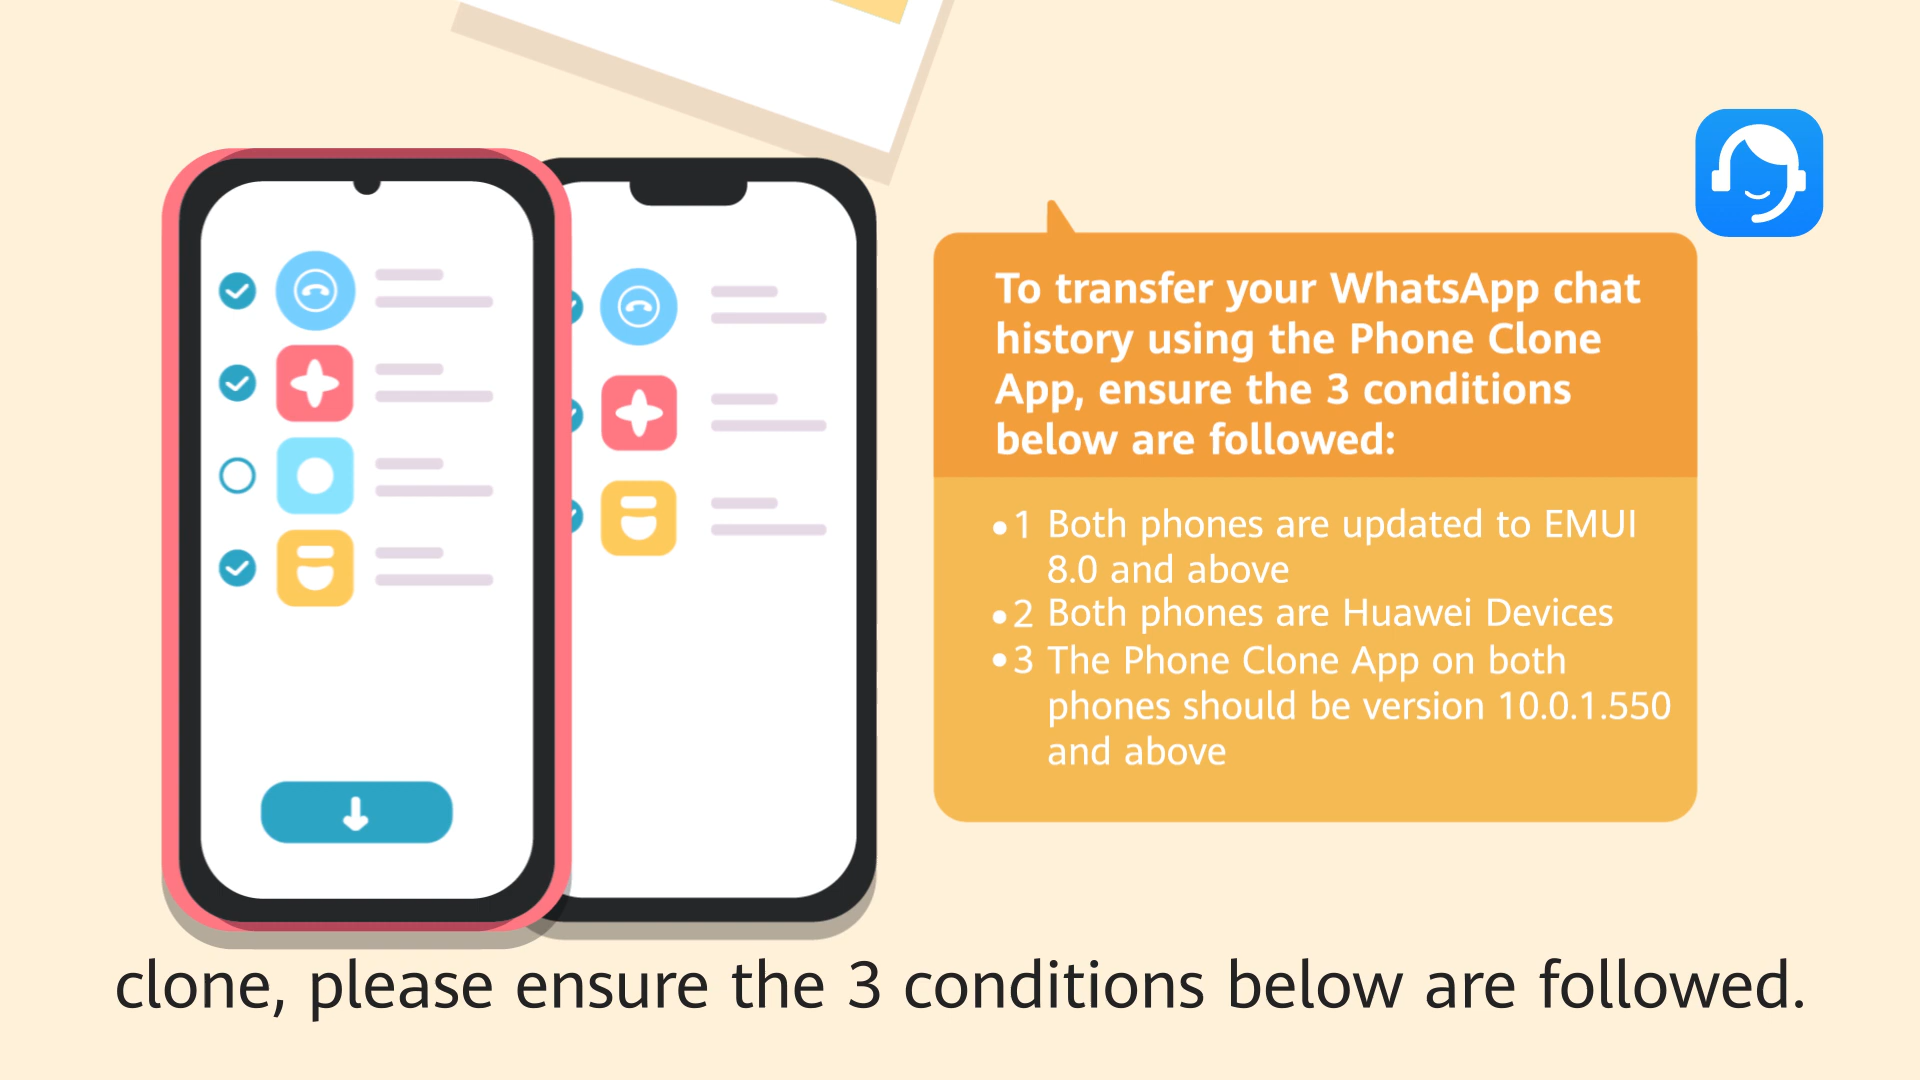 To transfer your WhatsApp chat
history using the Phone Clone
App, ensure the 3 conditions
below are followed:
•1 Both phones are updated to EMUI
8.0 and above
•2 Both phones are Huawei Devices
•3 The Phone Clone App on both
phones should be version 10.0.1.550
and above
clone, please ensure the 3 conditions below are followed.